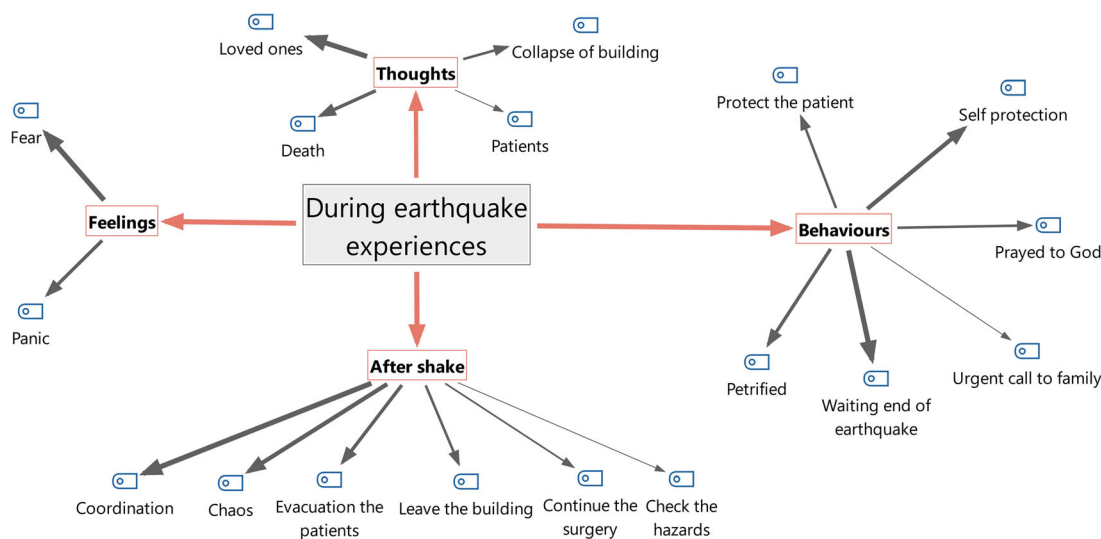 Loved ones
Collapse of building
Thoughts
Death
Patients
Fear
Feelings
Panic
During earthquake
experiences
Protect the patient
Self protection
Behaviours
Prayed to God
Petrified
Waiting end of
earthquake
Urgent call to family
After shake
Coordination
Chaos
Evacuation the
patients
Leave the building
Continue the
surgery
Check the
hazards